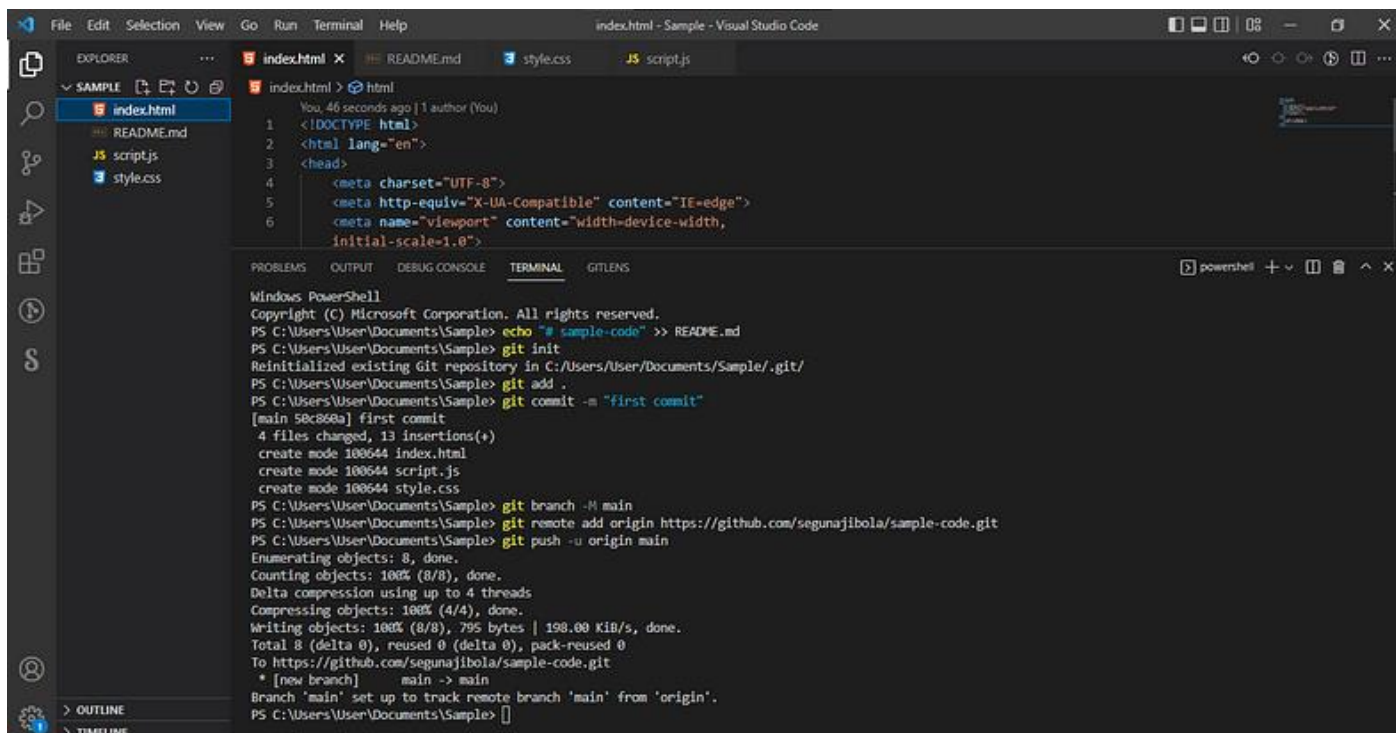 File Edit Selection View Go Run Terminal Help
index.html - Sample - Visual Studio Code
EXPLORER
SAMPLE
index.html
README.md
script.js
style.css
OUTLINE
TIMELINE
index.html
README.md
style.css
JS script.js
index.html > html
You, 46 seconds ago | 1 author (You)
1 <!DOCTYPE html>
2 <html lang="en">
3 <head>
4 <meta charset="UTF-8">
5 <meta http-equiv="X-UA-Compatible" content="IE=edge">
6 <meta name="viewport" content="width=device-width,
initial-scale=1.0">
PROBLEMS OUTPUT DEBUG CONSOLE TERMINAL GITLENS
powershell
Windows PowerShell
Copyright (C) Microsoft Corporation. All rights reserved.
PS C:\Users\User\Documents\Sample> echo "# sample-code" >> README.md
PS C:\Users\User\Documents\Sample> git init
Reinitialized existing Git repository in C:/Users/User/Documents/Sample/.git/
PS C:\Users\User\Documents\Sample> git add .
PS C:\Users\User\Documents\Sample> git commit -m "first commit"
[main 50c860a] first commit
4 files changed, 13 insertions(+)
create mode 100644 index.html
create mode 100644 script.js
create mode 100644 style.css
PS C:\Users\User\Documents\Sample> git branch -M main
PS C:\Users\User\Documents\Sample> git remote add origin https://github.com/segunajibola/sample-code.git
PS C:\Users\User\Documents\Sample> git push -u origin main
Enumerating objects: 8, done.
Counting objects: 100% (8/8), done.
Delta compression using up to 4 threads
Compressing objects: 100% (4/4), done.
Writing objects: 100% (8/8), 795 bytes | 198.00 KiB/s, done.
Total 8 (delta 0), reused 0 (delta 0), pack-reused 0
To https://github.com/segunajibola/sample-code.git
* [new branch] main -> main
Branch 'main' set up to track remote branch 'main' from 'origin'.
PS C:\Users\User\Documents\Sample>